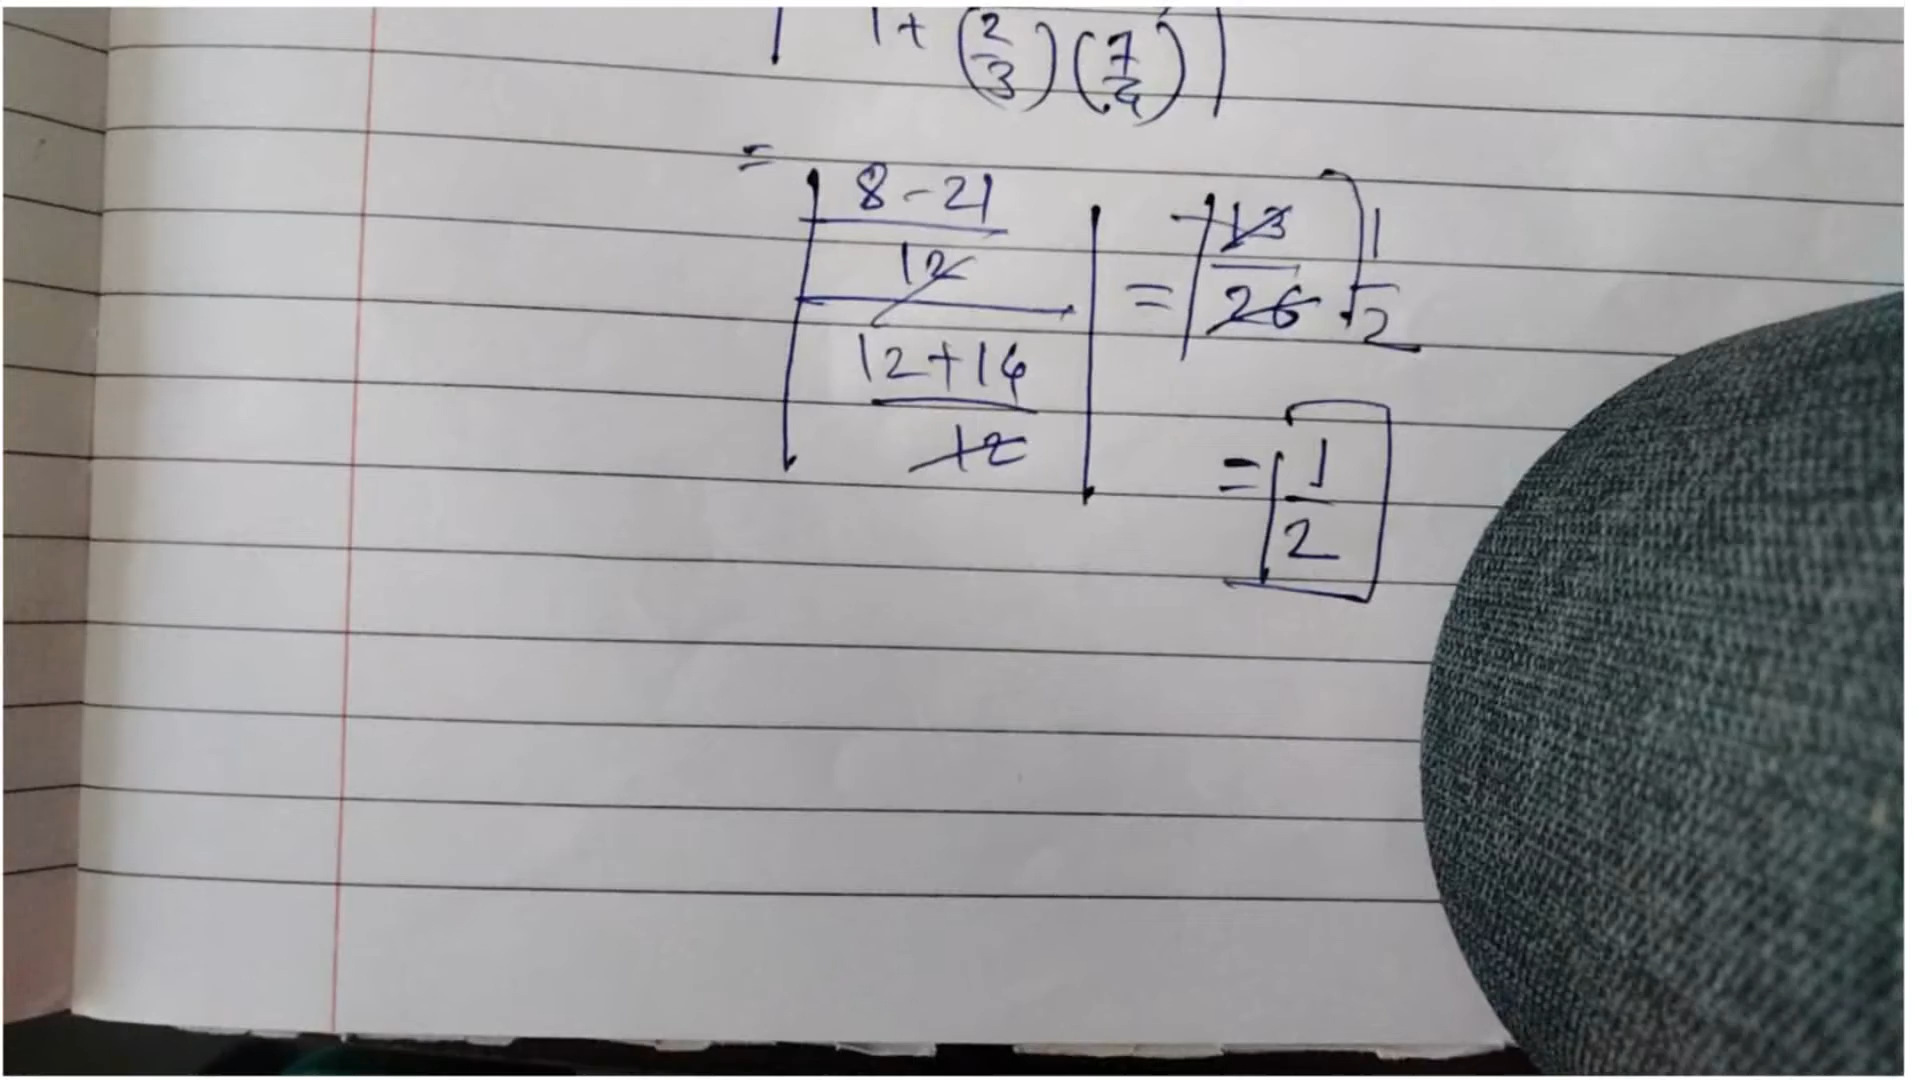 | 1 + (2/3) (7/4) |
= | (8 - 21)/12 / (12 + 14)/12 | = | -13/26 | 1/2
= 1/2